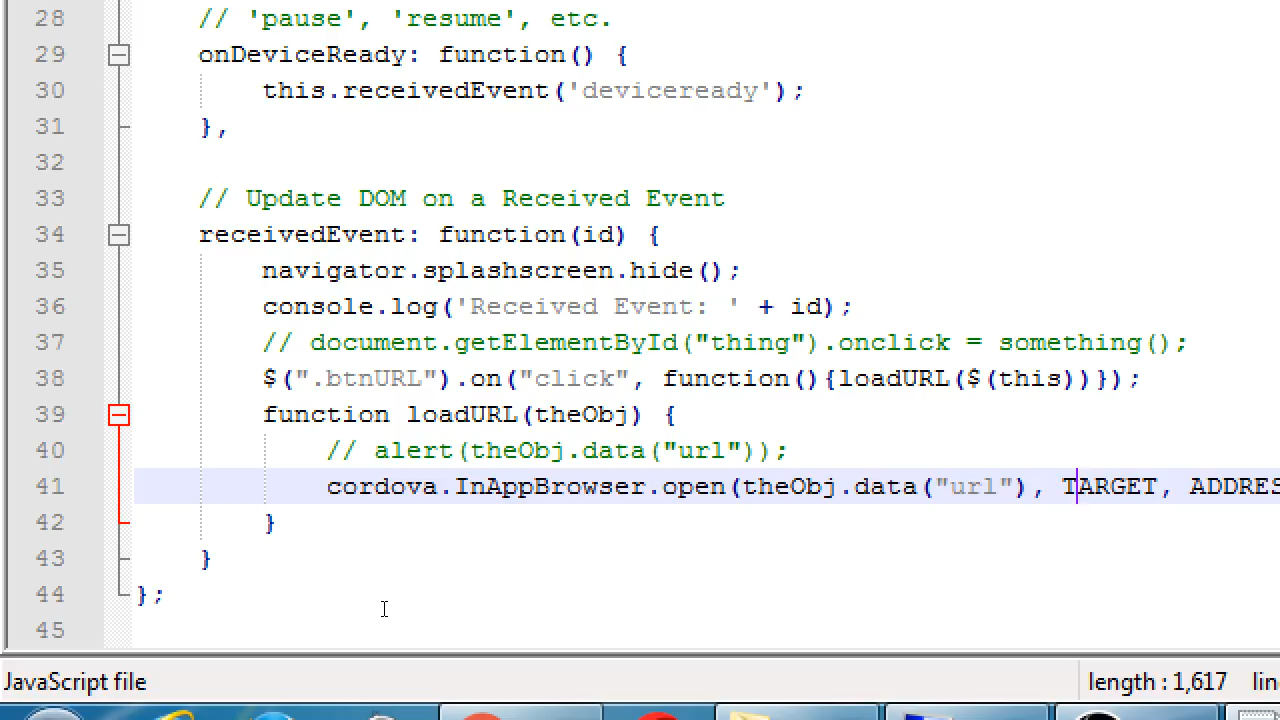 28 // 'pause', 'resume', etc.
29 onDeviceReady: function() {
30 this.receivedEvent('deviceready');
31 },
32
33 // Update DOM on a Received Event
34 receivedEvent: function(id) {
35 navigator.splashscreen.hide();
36 console.log('Received Event: ' + id);
37 // document.getElementById("thing").onclick = something();
38 $(".btnURL").on("click", function(){loadURL($(this))});
39 function loadURL(theObj) {
40 // alert(theObj.data("url"));
41 cordova.InAppBrowser.open(theObj.data("url"), TARGET, ADDRES
42 }
43 }
44 };
45
JavaScript file length : 1,617 lin